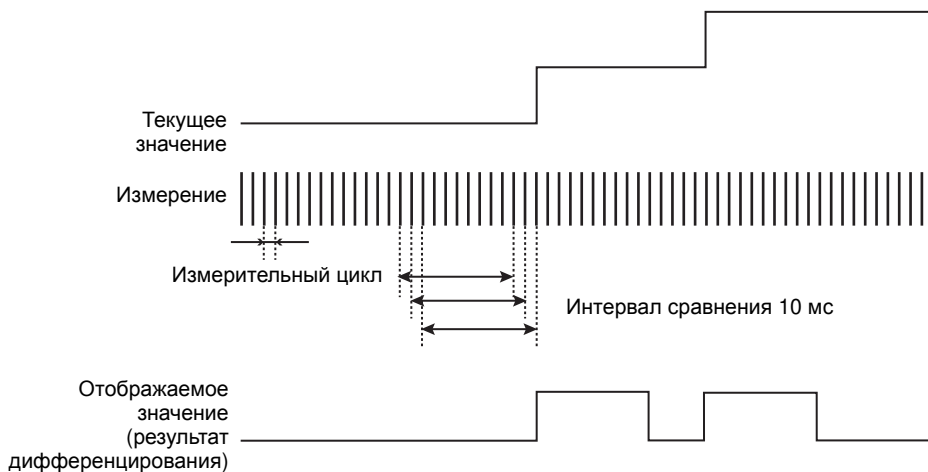 Текущее
значение
Измерение
Измерительный цикл
Интервал сравнения 10 мс
Отображаемое
значение
(результат
дифференцирования)